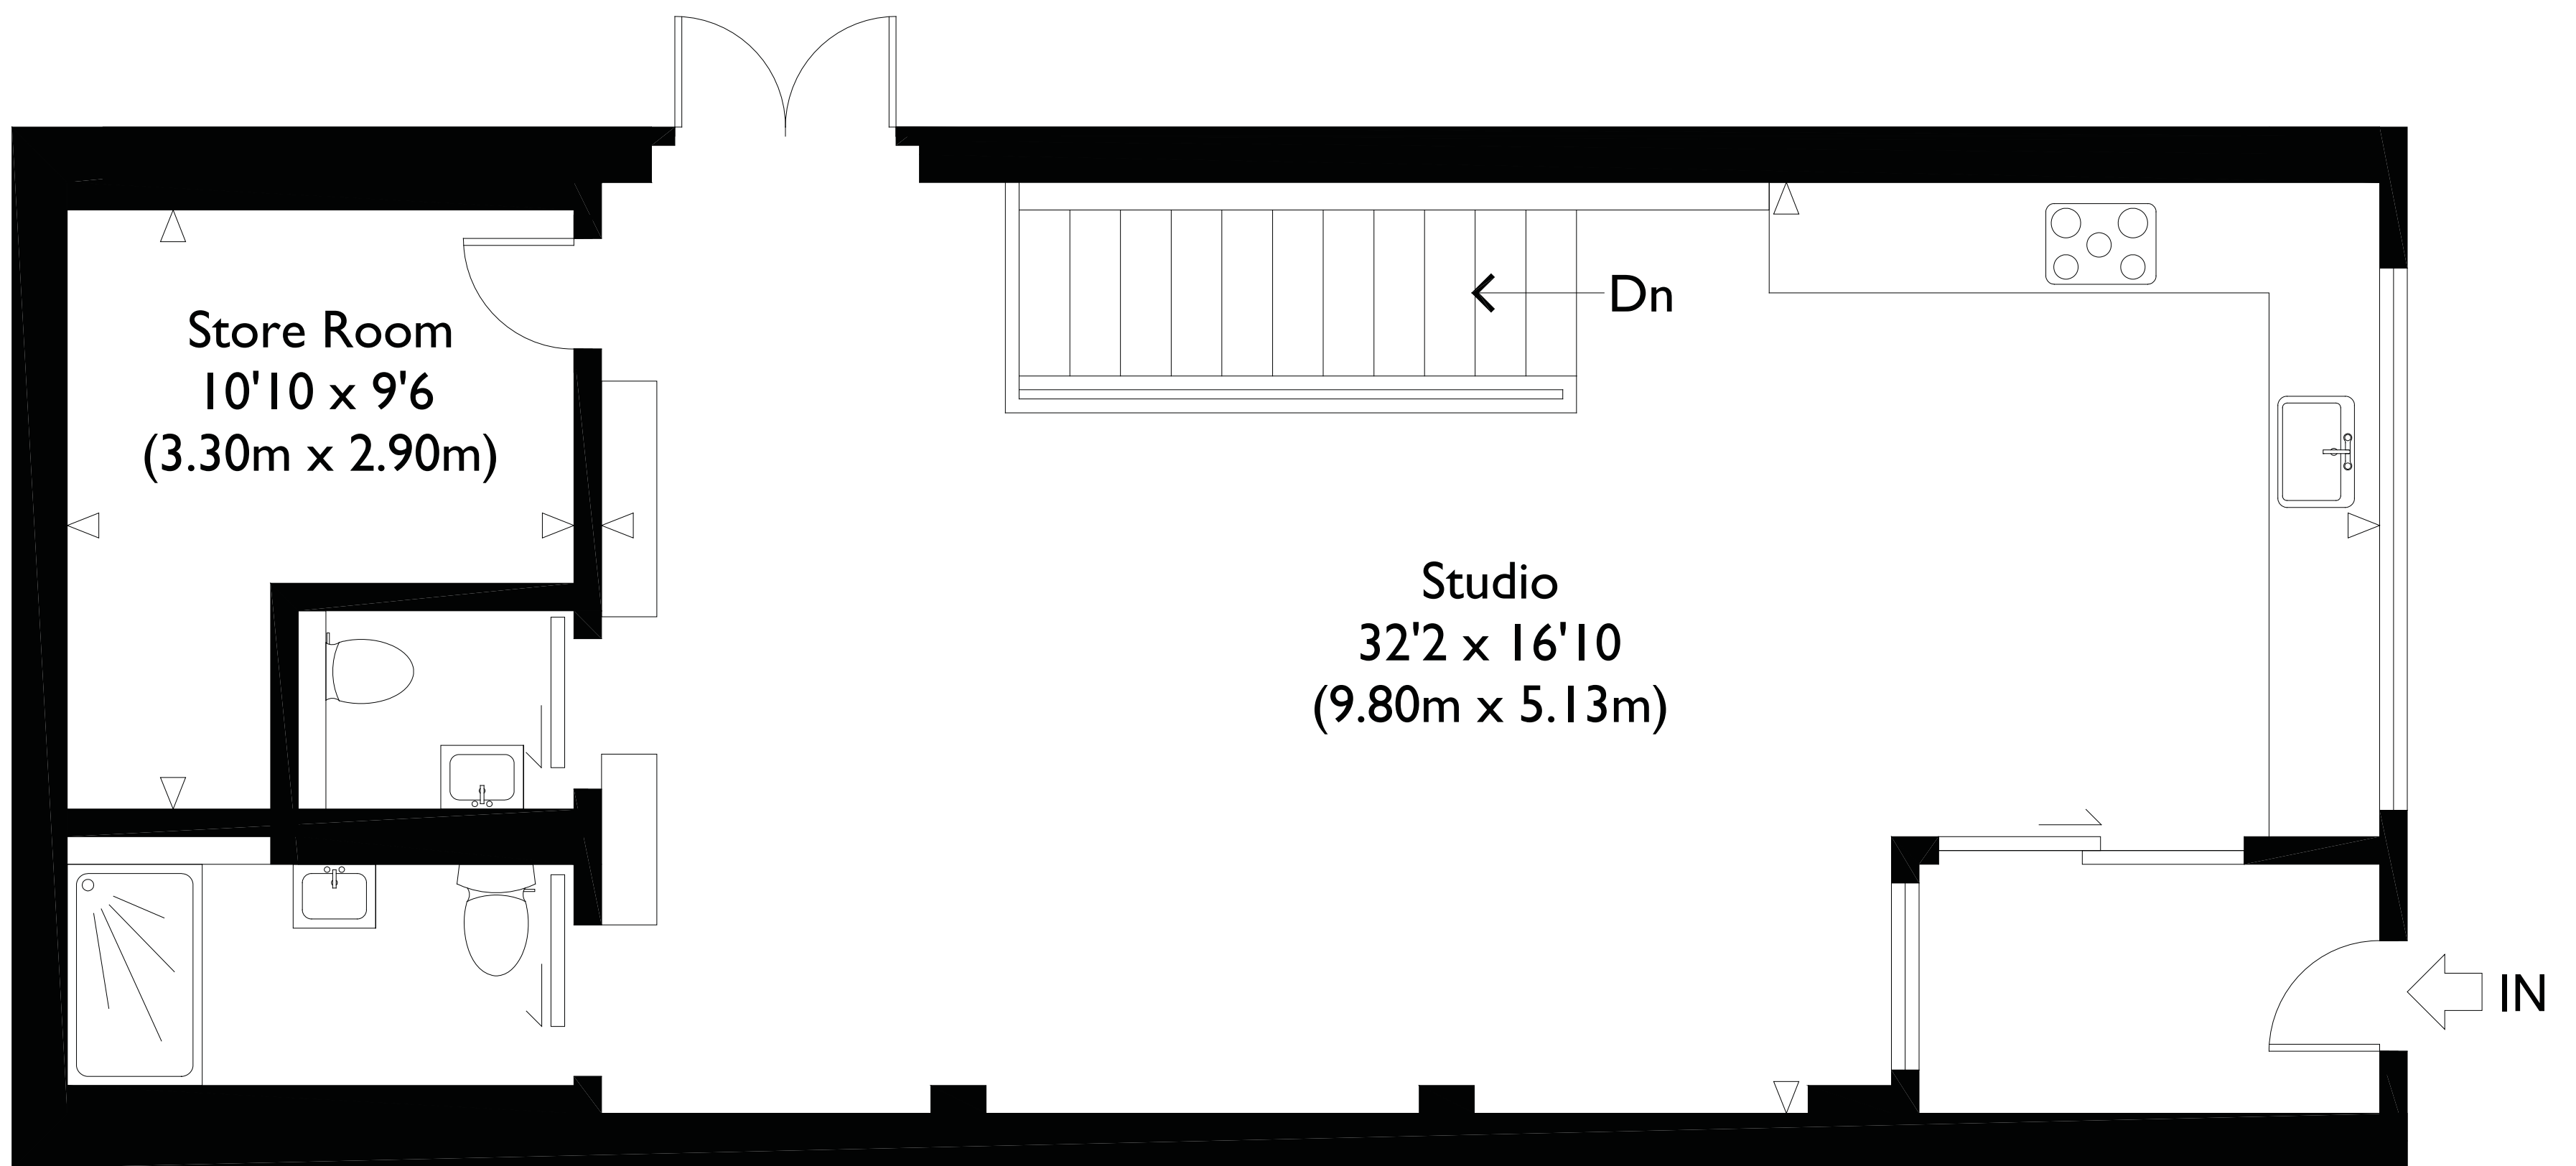 Store Room
10'10 x 9'6
(3.30m x 2.90m)
Dn
Studio
32'2 x 16'10
(9.80m x 5.13m)
IN